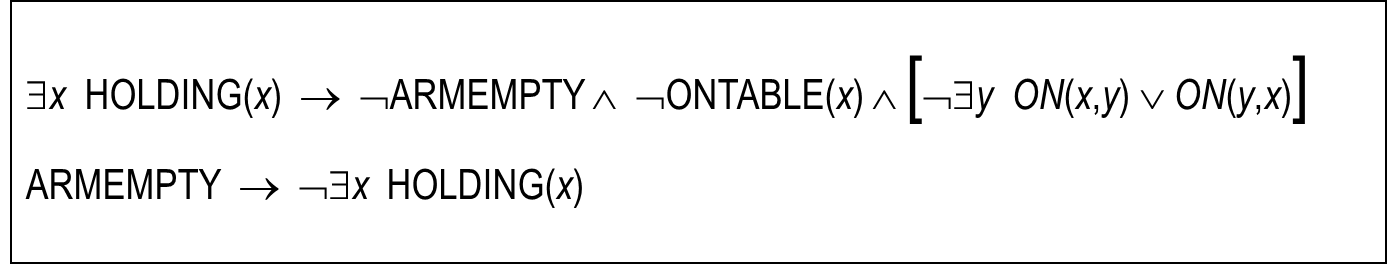 ∃x HOLDING(x) → ¬ARMEMPTY ∧ ¬ONTABLE(x) ∧ [¬∃y ON(x,y) ∨ ON(y,x)]
ARMEMPTY → ¬∃x HOLDING(x)